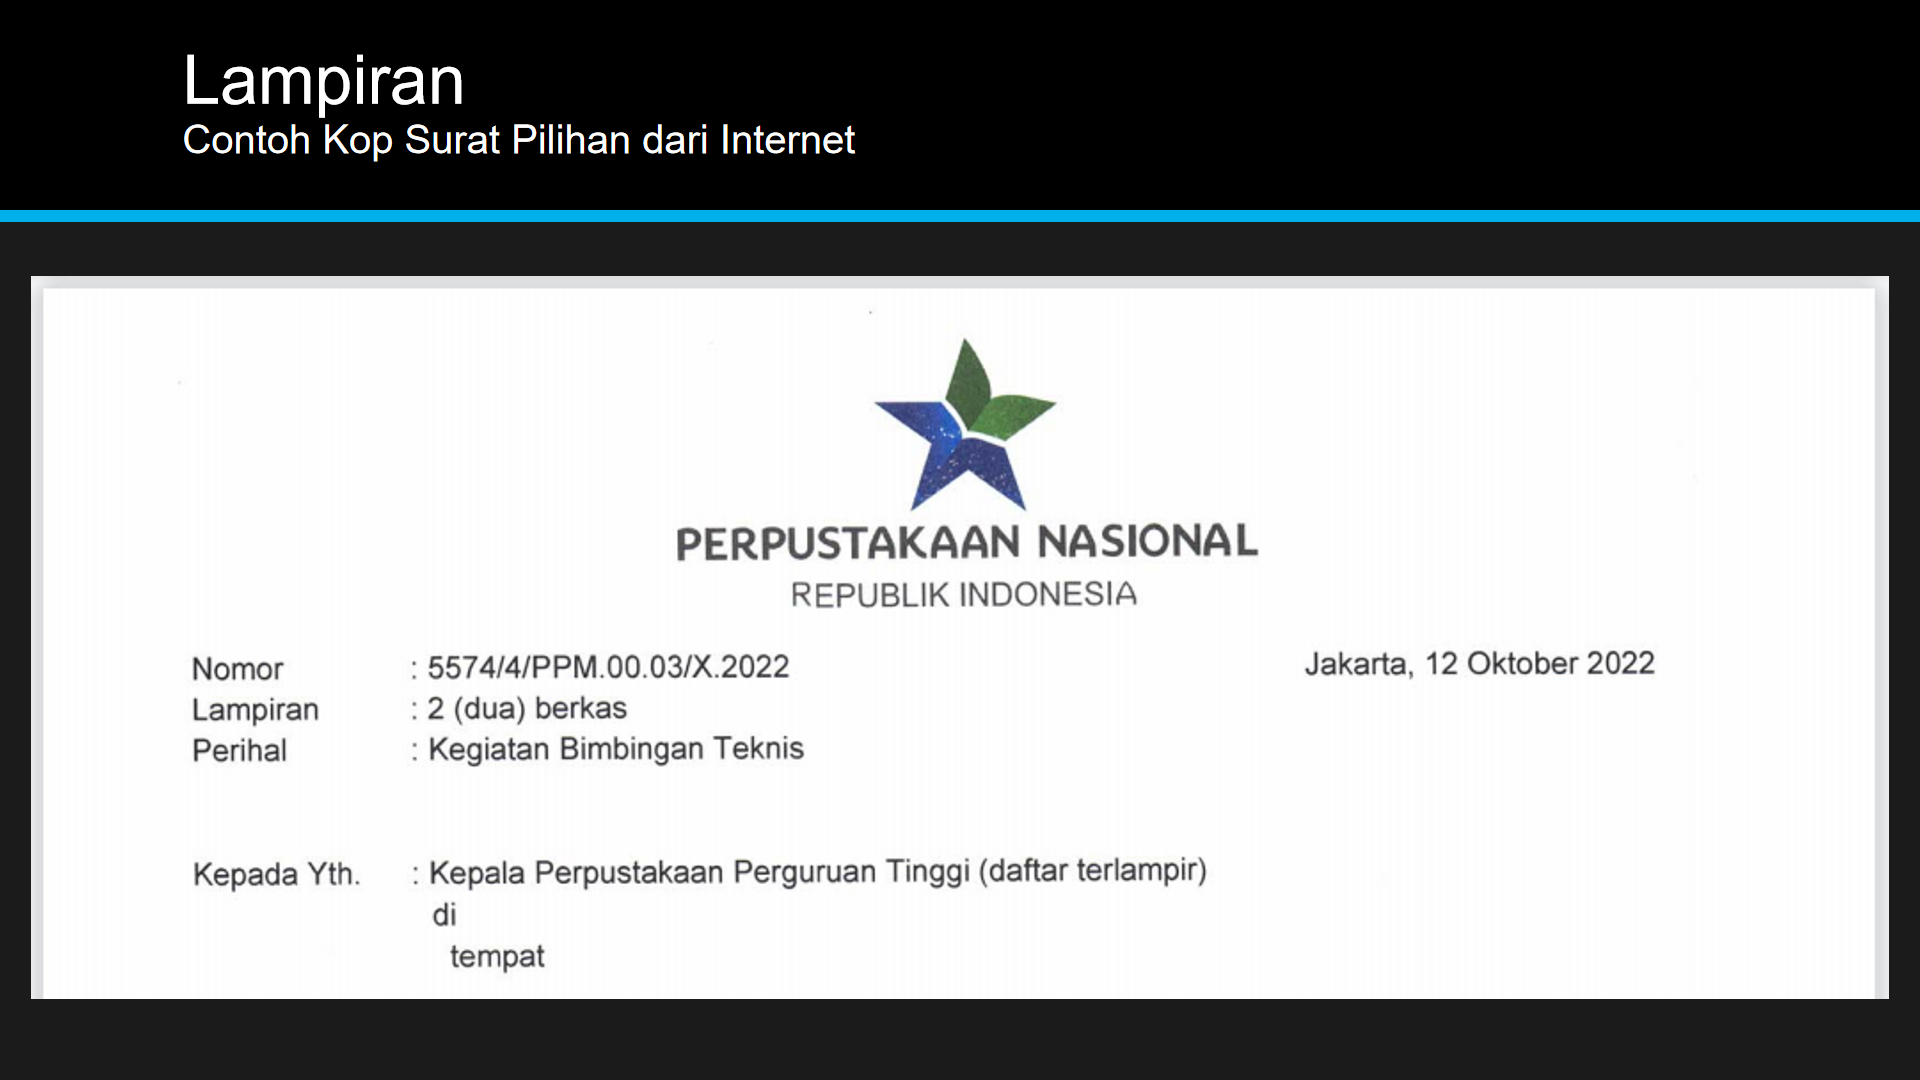 Lampiran
Contoh Kop Surat Pilihan dari Internet
PERPUSTAKAAN NASIONAL
REPUBLIK INDONESIA
Nomor : 5574/4/PPM.00.03/X.2022 Jakarta, 12 Oktober 2022
Lampiran : 2 (dua) berkas
Perihal : Kegiatan Bimbingan Teknis
Kepada Yth. : Kepala Perpustakaan Perguruan Tinggi (daftar terlampir)
di
tempat